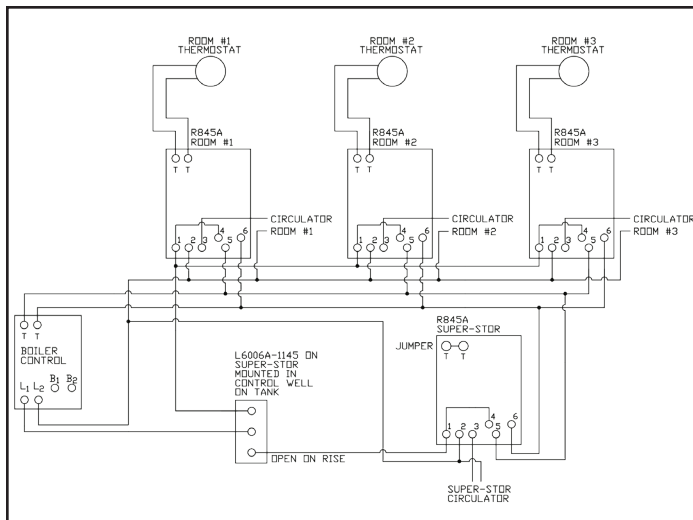 ROOM #1
THERMOSTAT
ROOM #2
THERMOSTAT
ROOM #3
THERMOSTAT
R845A
ROOM #1
T T
R845A
ROOM #2
T T
R845A
ROOM #3
T T
1 2 3 4 5 6
CIRCULATOR
ROOM #1
1 2 3 4 5 6
CIRCULATOR
ROOM #2
1 2 3 4 5 6
CIRCULATOR
ROOM #3
T T
BOILER
CONTROL
L1 L2 B1 B2
L6006A-1145 ON
SUPER-STOR
MOUNTED IN
CONTROL WELL
ON TANK
OPEN ON RISE
R845A
SUPER-STOR
JUMPER
T T
1 2 3 4 5 6
SUPER-STOR
CIRCULATOR